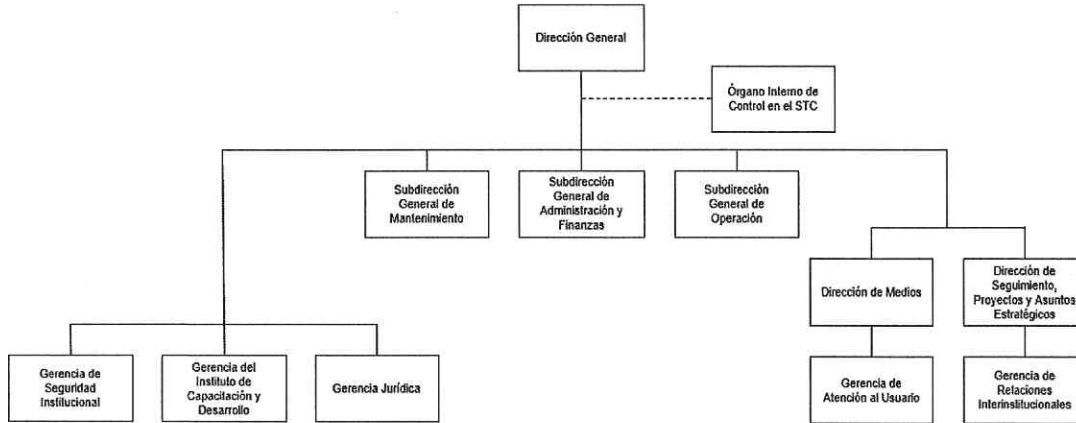 Dirección General
Órgano Interno de
Control en el STC
Subdirección
General de
Mantenimiento
Subdirección
General de
Administración y
Finanzas
Subdirección
General de
Operación
Dirección de Medios
Dirección de
Seguimiento,
Proyectos y Asuntos
Estratégicos
Gerencia de
Seguridad
Institucional
Gerencia del
Instituto de
Capacitación y
Desarrollo
Gerencia Jurídica
Gerencia de
Atención al Usuario
Gerencia de
Relaciones
Interinstitucionales